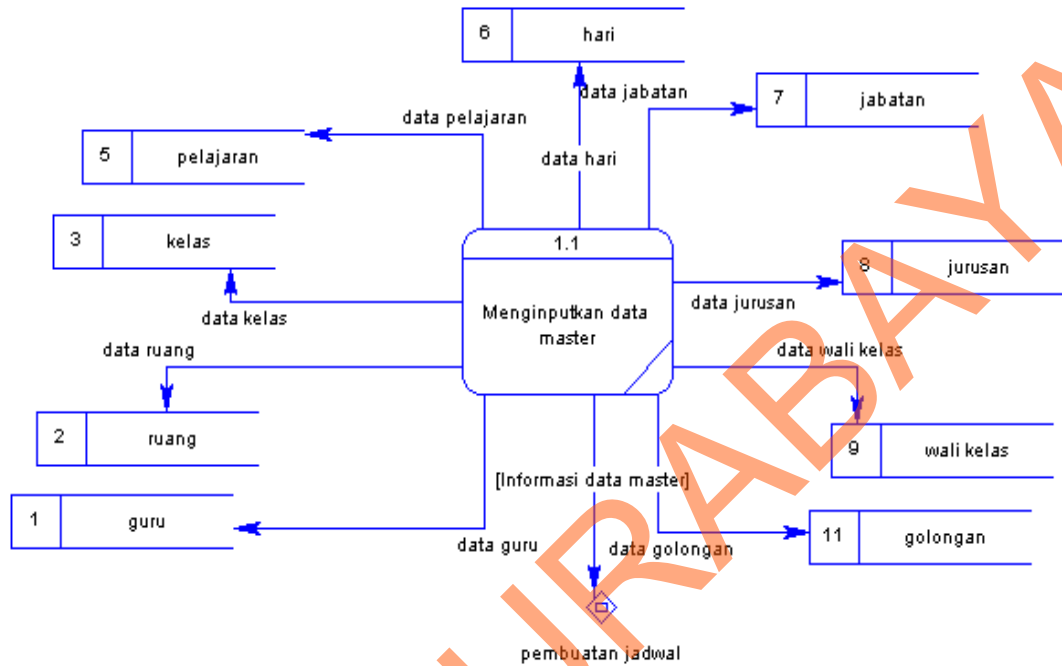 6 hari
data jabatan
7 jabatan
data pelajaran
5 pelajaran
data hari
3 kelas
1.1
8 jurusan
Menginputkan data
master
data jurusan
data kelas
data ruang
data wali kelas
2 ruang
9 wali kelas
[Informasi data master]
1 guru
data guru
data golongan
11 golongan
pembuatan jadwal
URABAYA